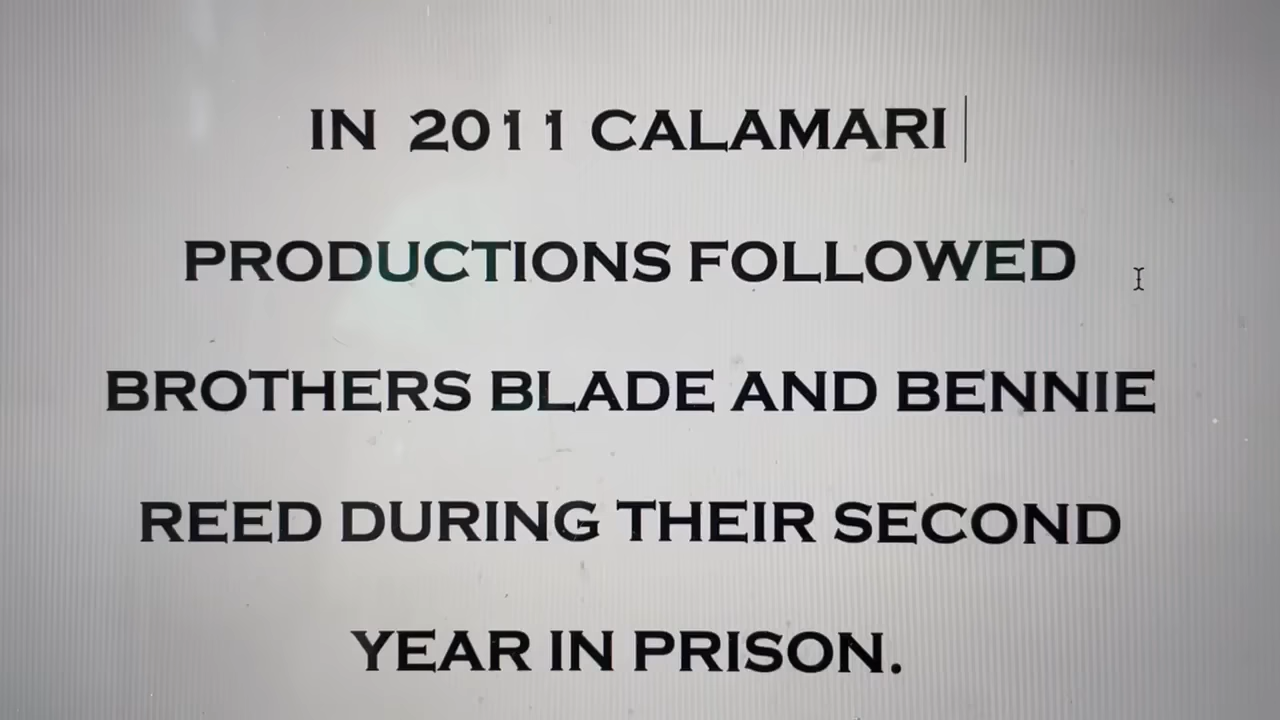 IN 2011 CALAMARI
PRODUCTIONS FOLLOWED
BROTHERS BLADE AND BENNIE
REED DURING THEIR SECOND
YEAR IN PRISON.